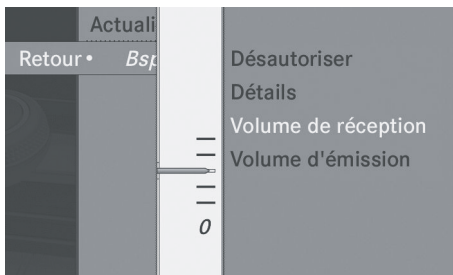 Actuali
Retour • Bsp
Désautoriser
Détails
Volume de réception
Volume d'émission
0